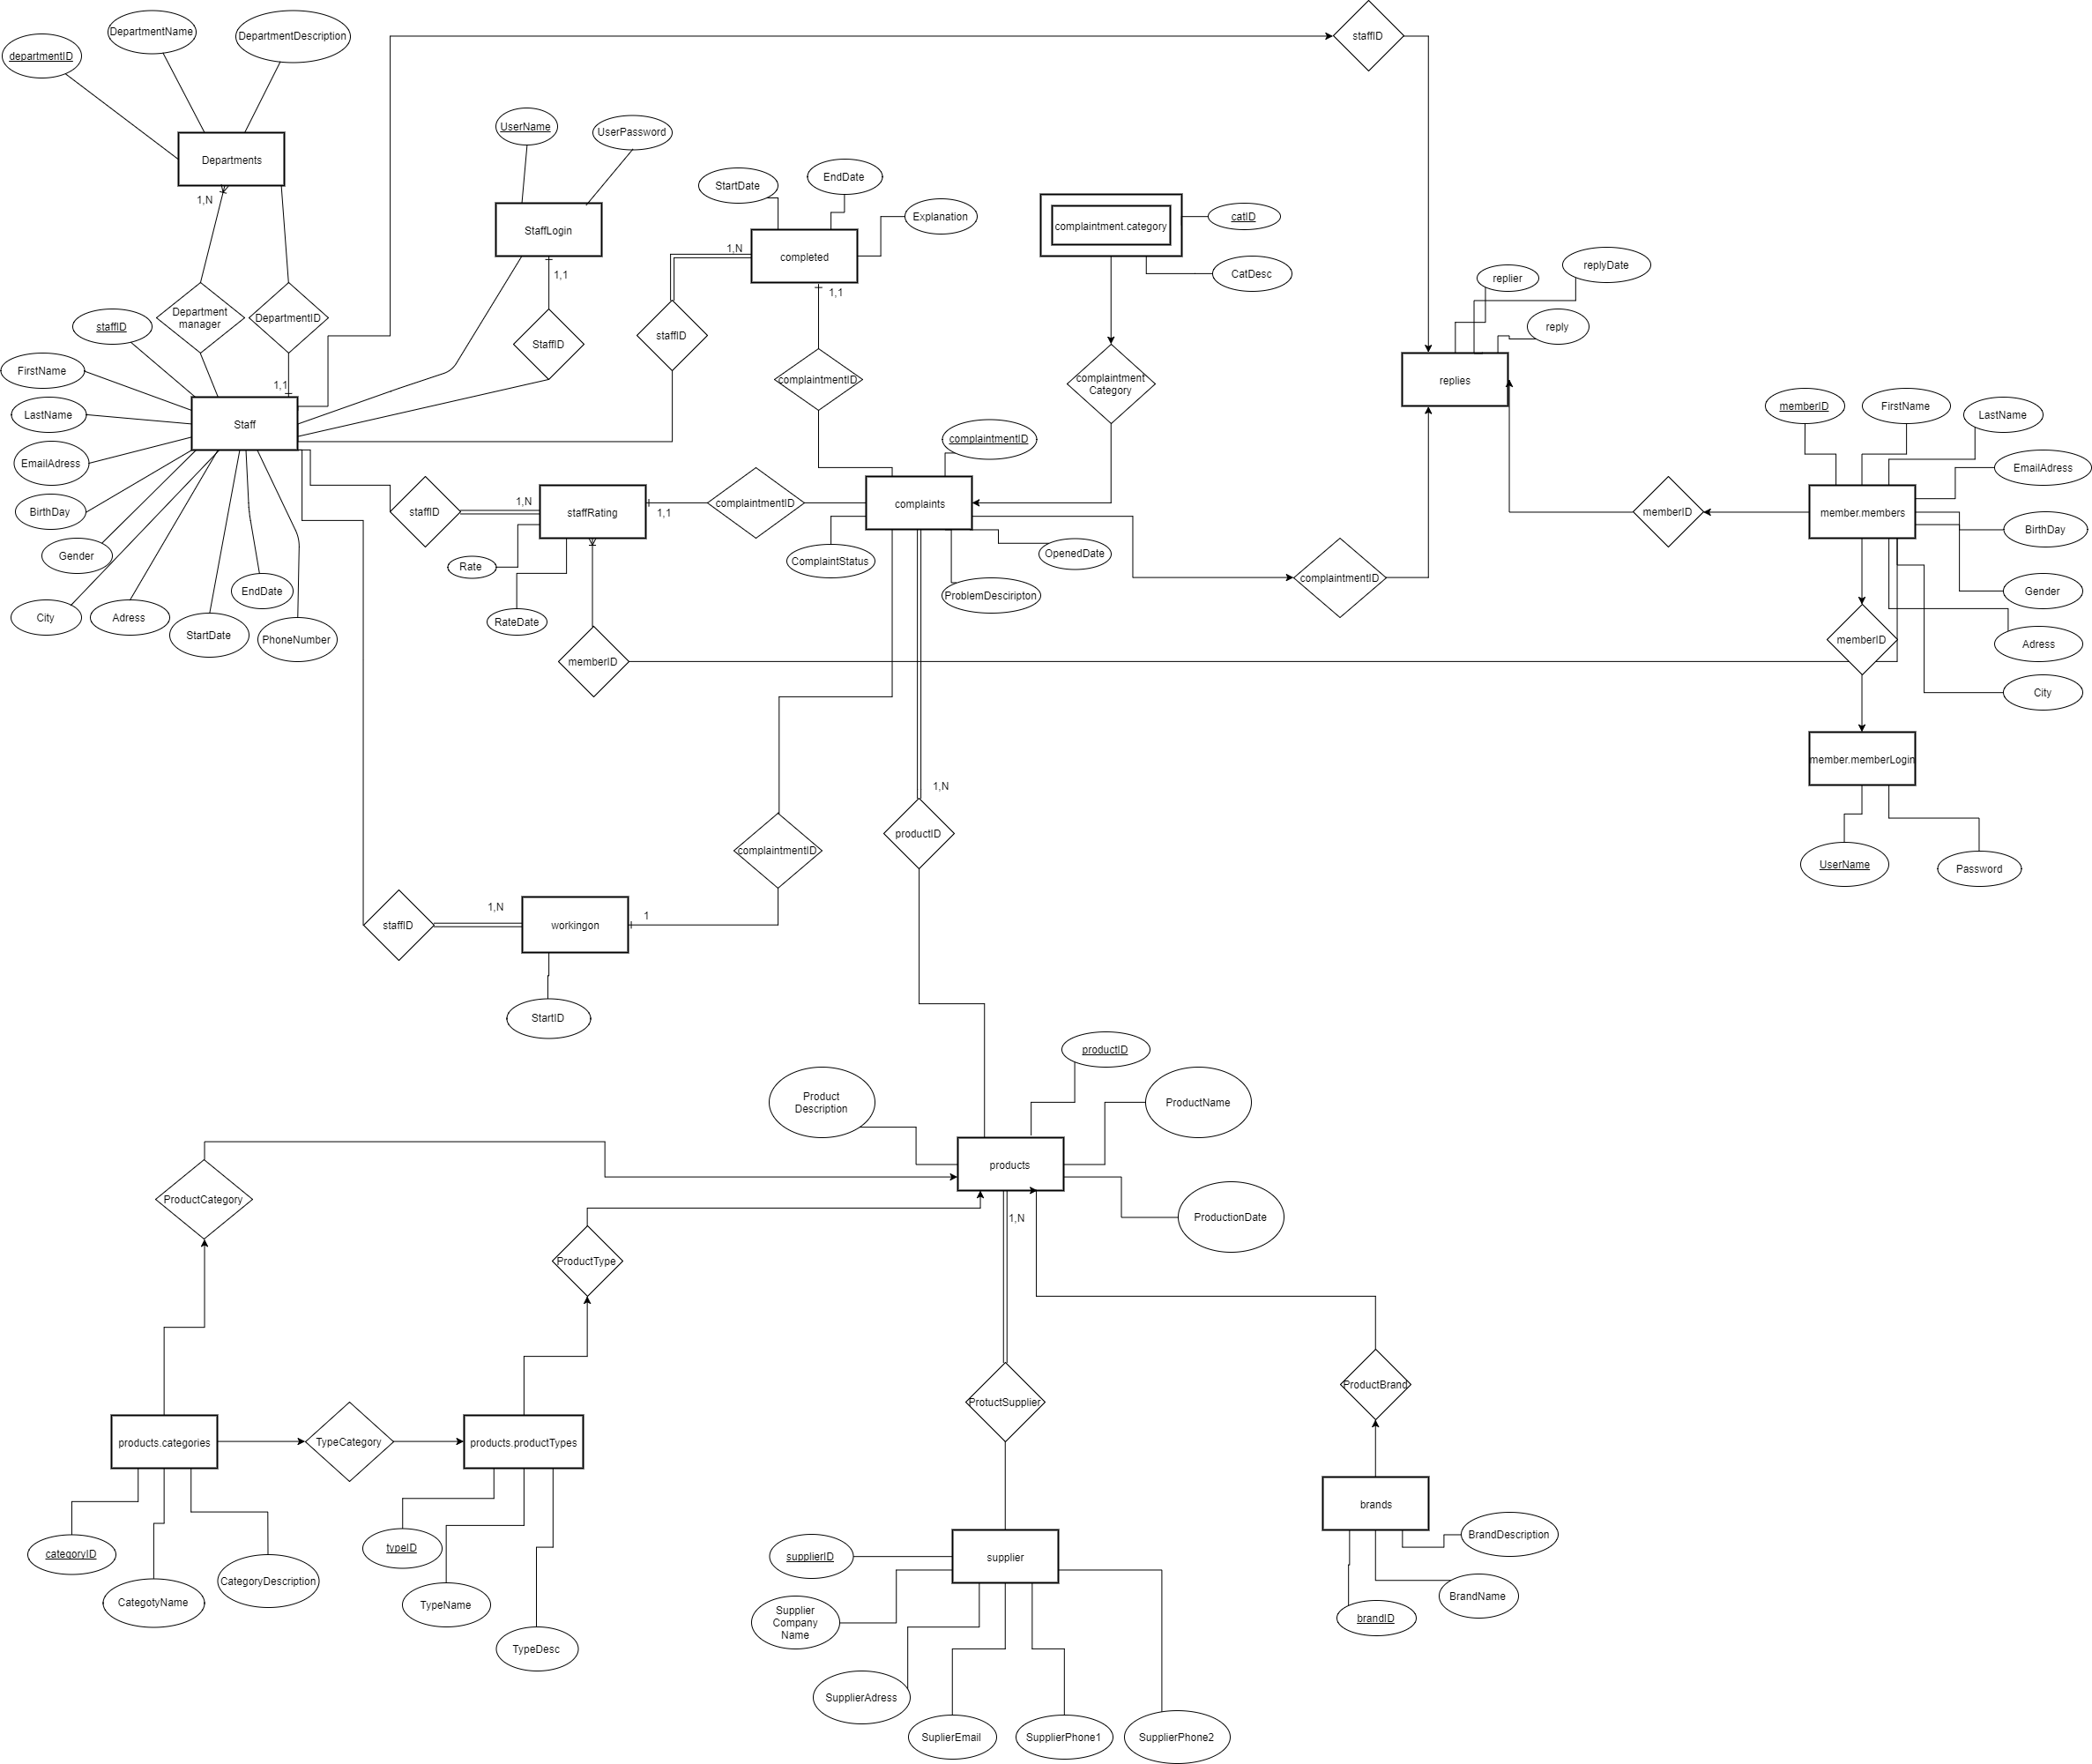 staffID
DepartmentName
DepartmentDescription
departmentID
UserName
UserPassword
Departments
StartDate
EndDate
Explanation
1,N
StaffLogin
completed
1,N
complaintment.category
catID
CatDesc
1,1
1,1
replier
replyDate
reply
Department
manager
DepartmentID
staffID
StaffID
staffID
complaintmentID
complaintment
Category
replies
FirstName
1,1
LastName
Staff
EmailAdress
BirthDay
Gender
City
Adress
StartDate
EndDate
PhoneNumber
complaintmentID
memberID
FirstName
LastName
EmailAdress
staffID
1,N
staffRating
1,1
complaintmentID
complaints
memberID
member.members
BirthDay
Rate
RateDate
ComplaintStatus
OpenedDate
ProblemDesciripton
complaintmentID
Gender
memberID
memberID
Adress
City
member.memberLogin
1,N
productID
complaintmentID
UserName
Password
staffID
1,N
workingon
1
StartID
productID
Product
Description
ProductName
products
ProductCategory
ProductionDate
1,N
ProductType
ProductBrand
ProtuctSupplier
products.categories
TypeCategory
products.productTypes
brands
categoryID
CategotyName
CategoryDescription
typeID
TypeName
TypeDesc
supplierID
supplier
BrandDescription
BrandName
brandID
Supplier
Company
Name
SupplierAdress
SuplierEmail
SupplierPhone1
SupplierPhone2